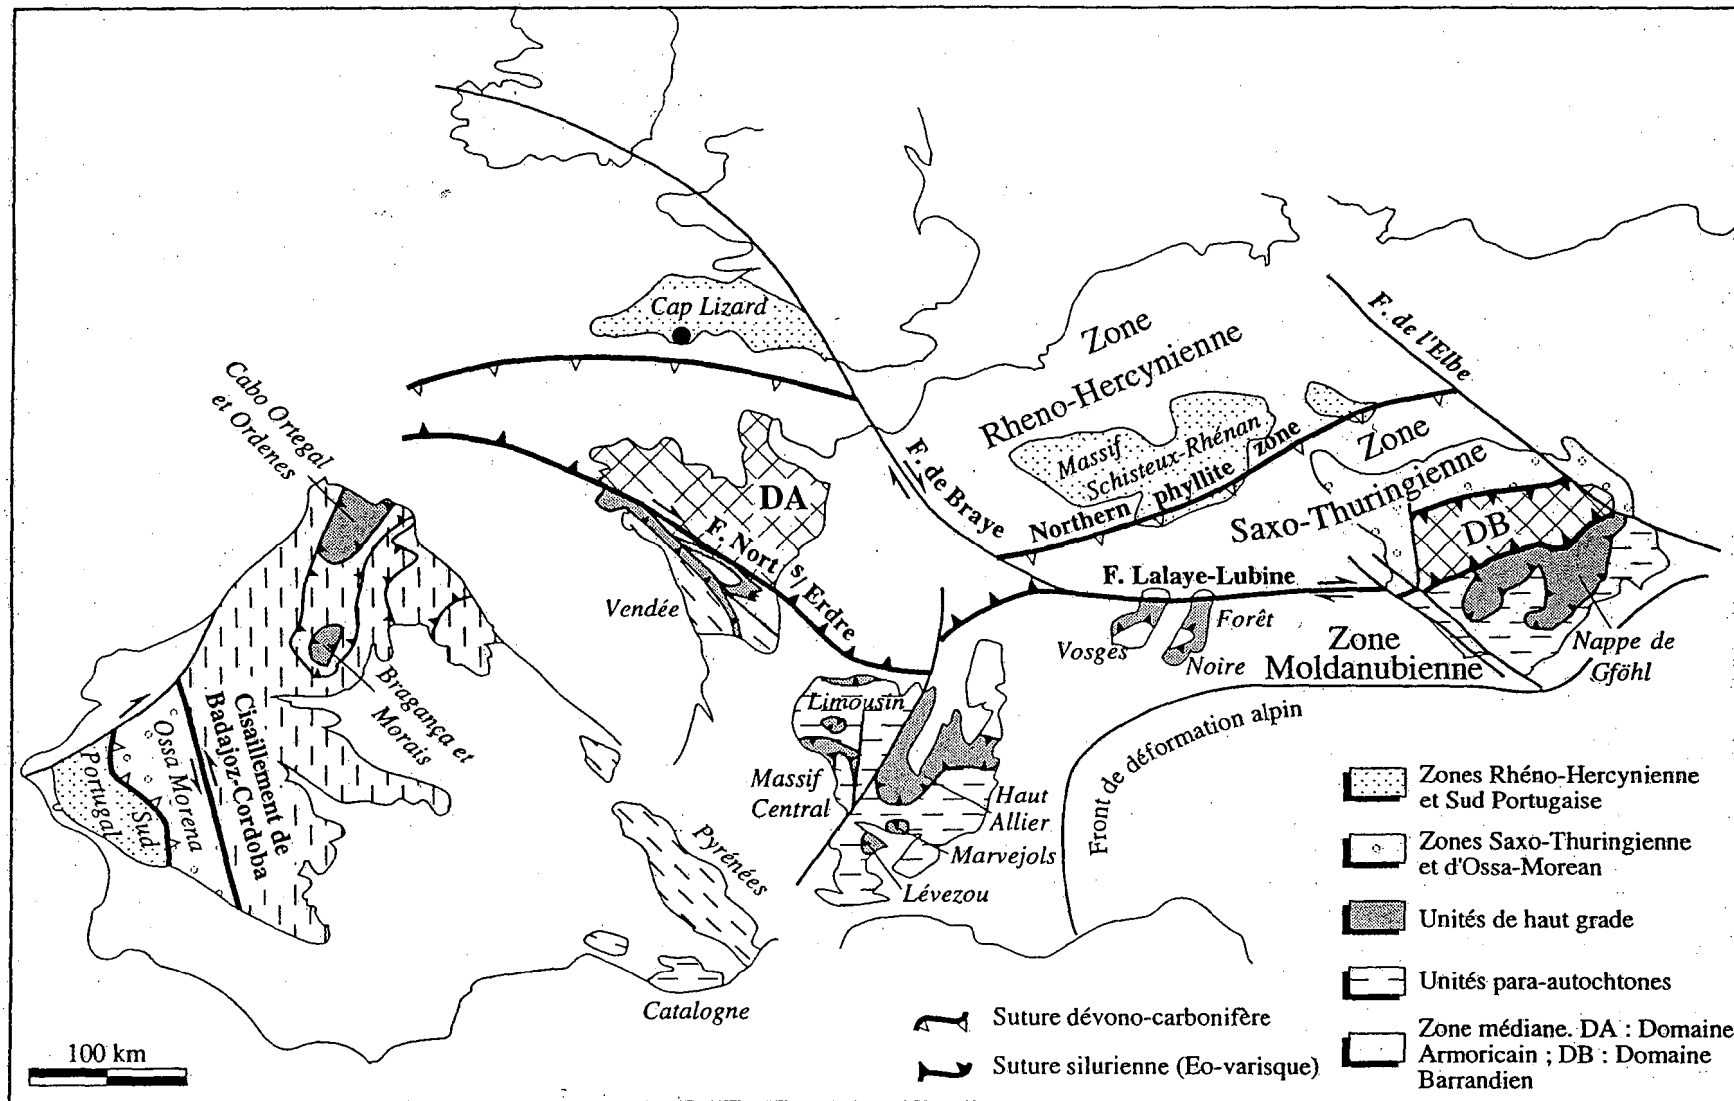 Cap Lizard
Cabo Ortegal
et Ordenes
Zone
Rheno-Hercynienne
F. de l'Elbe
Massif
Schisteux-Rhénan
Northern phyllite zone
Zone
Saxo-Thuringienne
DA
DB
F. de Braye
F. Nort s/ Erdre
F. Lalaye-Lubine
Vendée
Vosges
Forêt
Noire
Zone
Moldanubienne
Nappe de
Gföhl
Bragança et
Morais
Cisaillement de
Badajoz-Cordoba
Ossa Morena
Sud
Portugal
Limousin
Massif
Central
Haut
Allier
Marvejols
Lévezou
Pyrénées
Catalogne
Front de déformation alpin
Zones Rhéno-Hercynienne
et Sud Portugaise
Zones Saxo-Thuringienne
et d'Ossa-Morean
Unités de haut grade
Unités para-autochtones
Zone médiane. DA : Domaine
Armoricain ; DB : Domaine
Barrandien
Suture dévono-carbonifère
Suture silurienne (Eo-varisque)
100 km